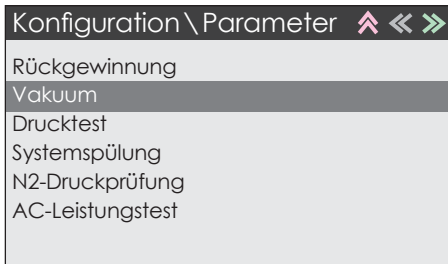 Konfiguration\Parameter
Rückgewinnung
Vakuum
Drucktest
Systemspülung
N2-Druckprüfung
AC-Leistungstest